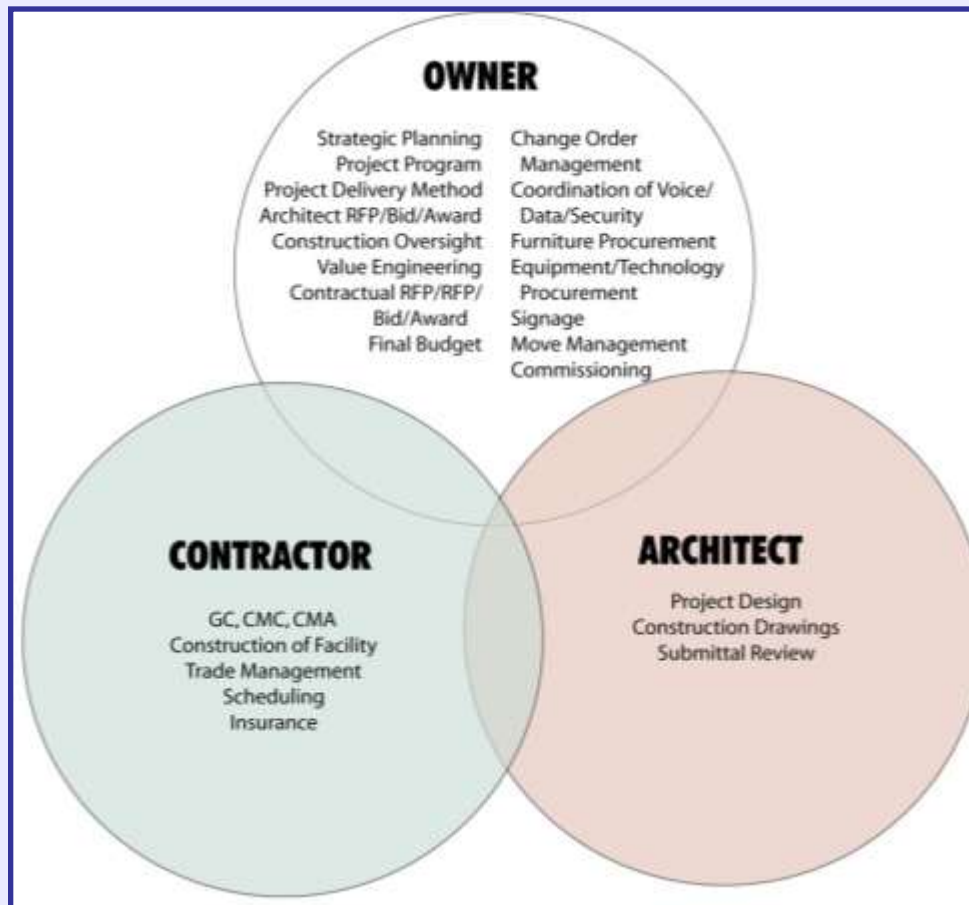 OWNER
Strategic Planning
Project Program
Project Delivery Method
Architect RFP/Bid/Award
Construction Oversight
Value Engineering
Contractual RFP/RFP/
Bid/Award
Final Budget
Change Order
Management
Coordination of Voice/
Data/Security
Furniture Procurement
Equipment/Technology
Procurement
Signage
Move Management
Commissioning
CONTRACTOR
GC, CMC, CMA
Construction of Facility
Trade Management
Scheduling
Insurance
ARCHITECT
Project Design
Construction Drawings
Submittal Review